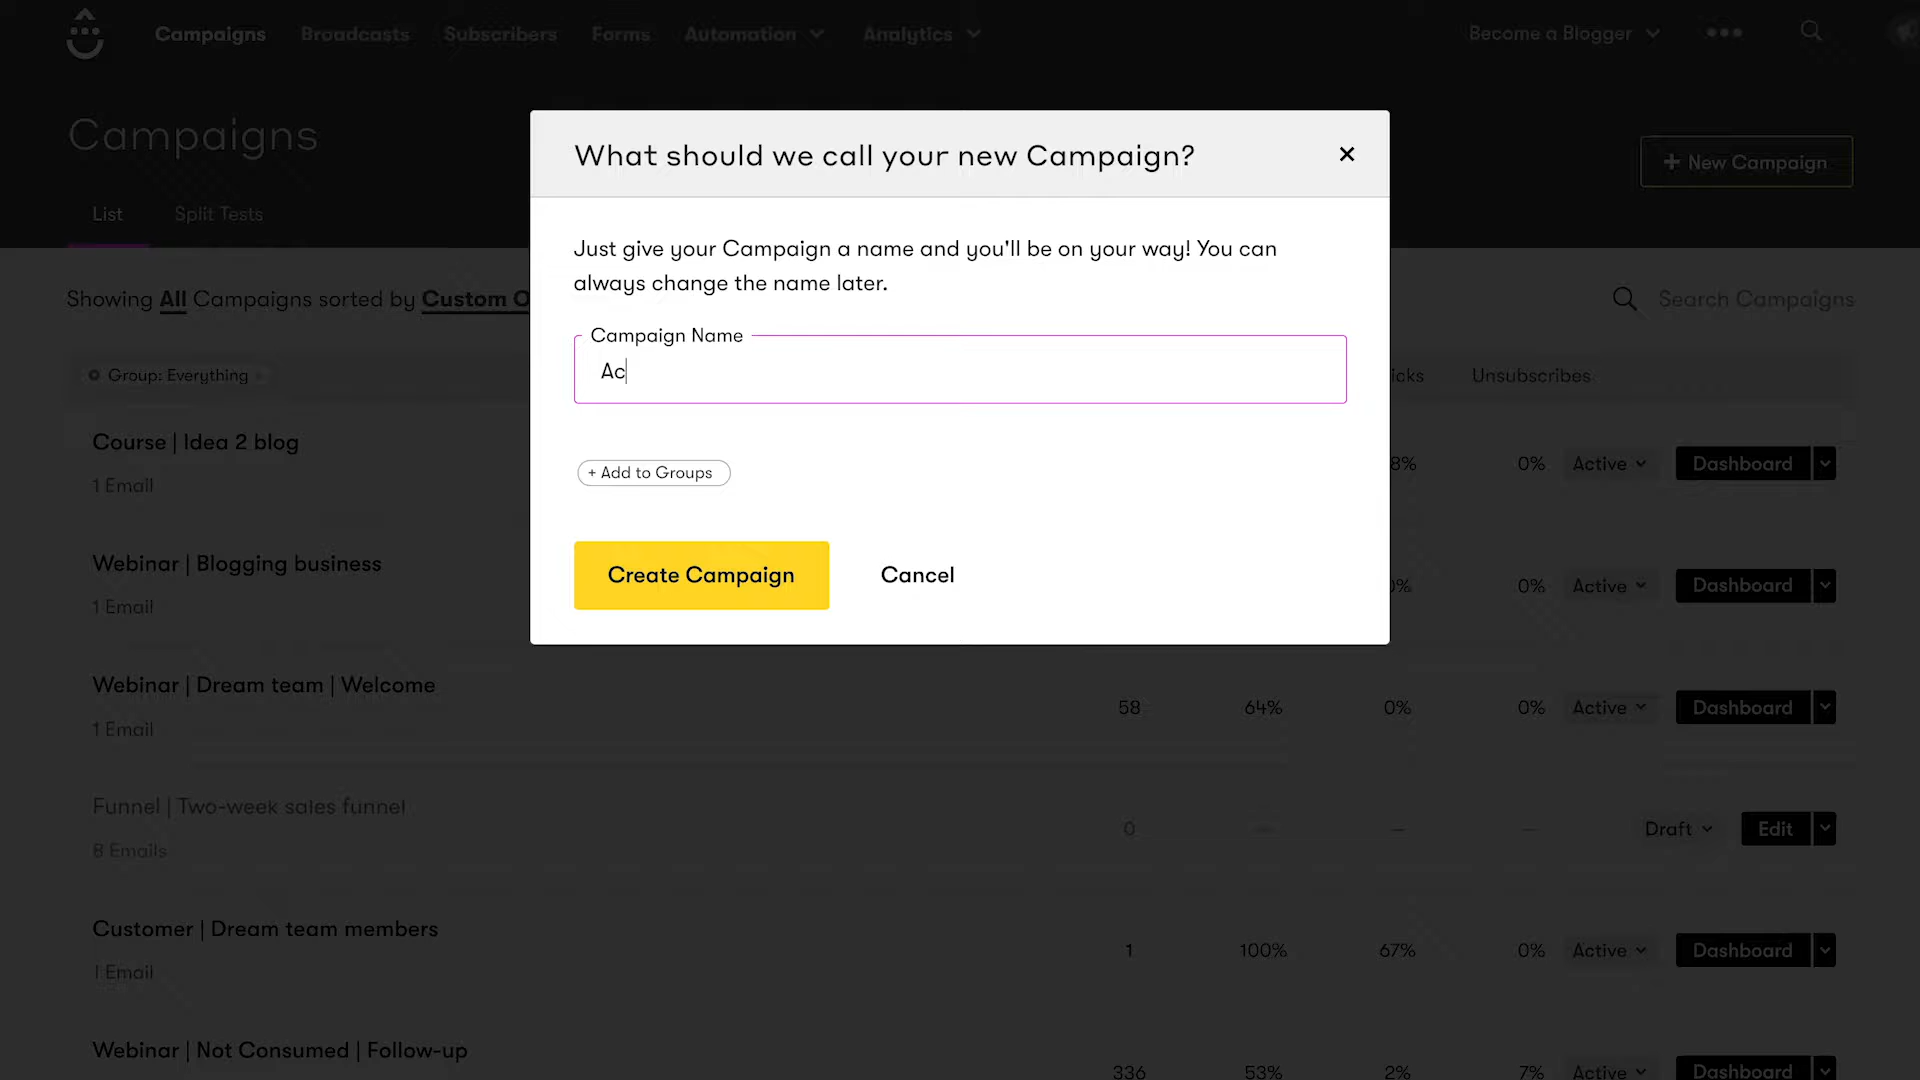 Campaigns Broadcasts Subscribers Forms Automation Analytics Become a Blogger
Campaigns
+ New Campaign
List Split Tests
What should we call your new Campaign?
Just give your Campaign a name and you'll be on your way! You can
always change the name later.
Campaign Name
Ac
+ Add to Groups
Create Campaign Cancel
Showing All Campaigns sorted by Custom O
Search Campaigns
Group: Everything icks Unsubscribes
Course | Idea 2 blog
1 Email
8% 0% Active Dashboard
Webinar | Blogging business
1 Email
0% Active Dashboard
Webinar | Dream team | Welcome
1 Email
58 64% 0% 0% Active Dashboard
Funnel | Two-week sales funnel
8 Emails
0 — — — Draft Edit
Customer | Dream team members
1 Email
1 100% 67% 0% Active Dashboard
Webinar | Not Consumed | Follow-up
336 53% 2% 7% Active Dashboard